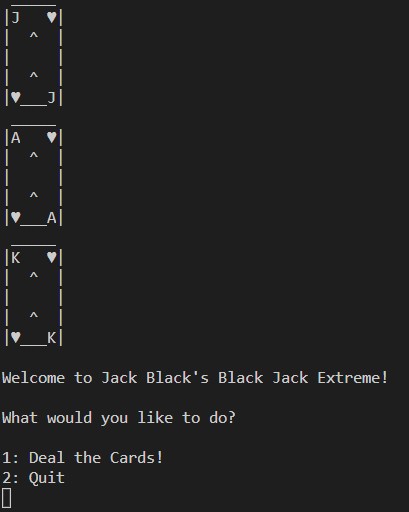 _____
|J   ♥|
|  ^  |
|     |
|  ^  |
|♥___J|
 _____
|A   ♥|
|  ^  |
|     |
|  ^  |
|♥___A|
 _____
|K   ♥|
|  ^  |
|     |
|  ^  |
|♥___K|
Welcome to Jack Black's Black Jack Extreme!
What would you like to do?
1: Deal the Cards!
2: Quit